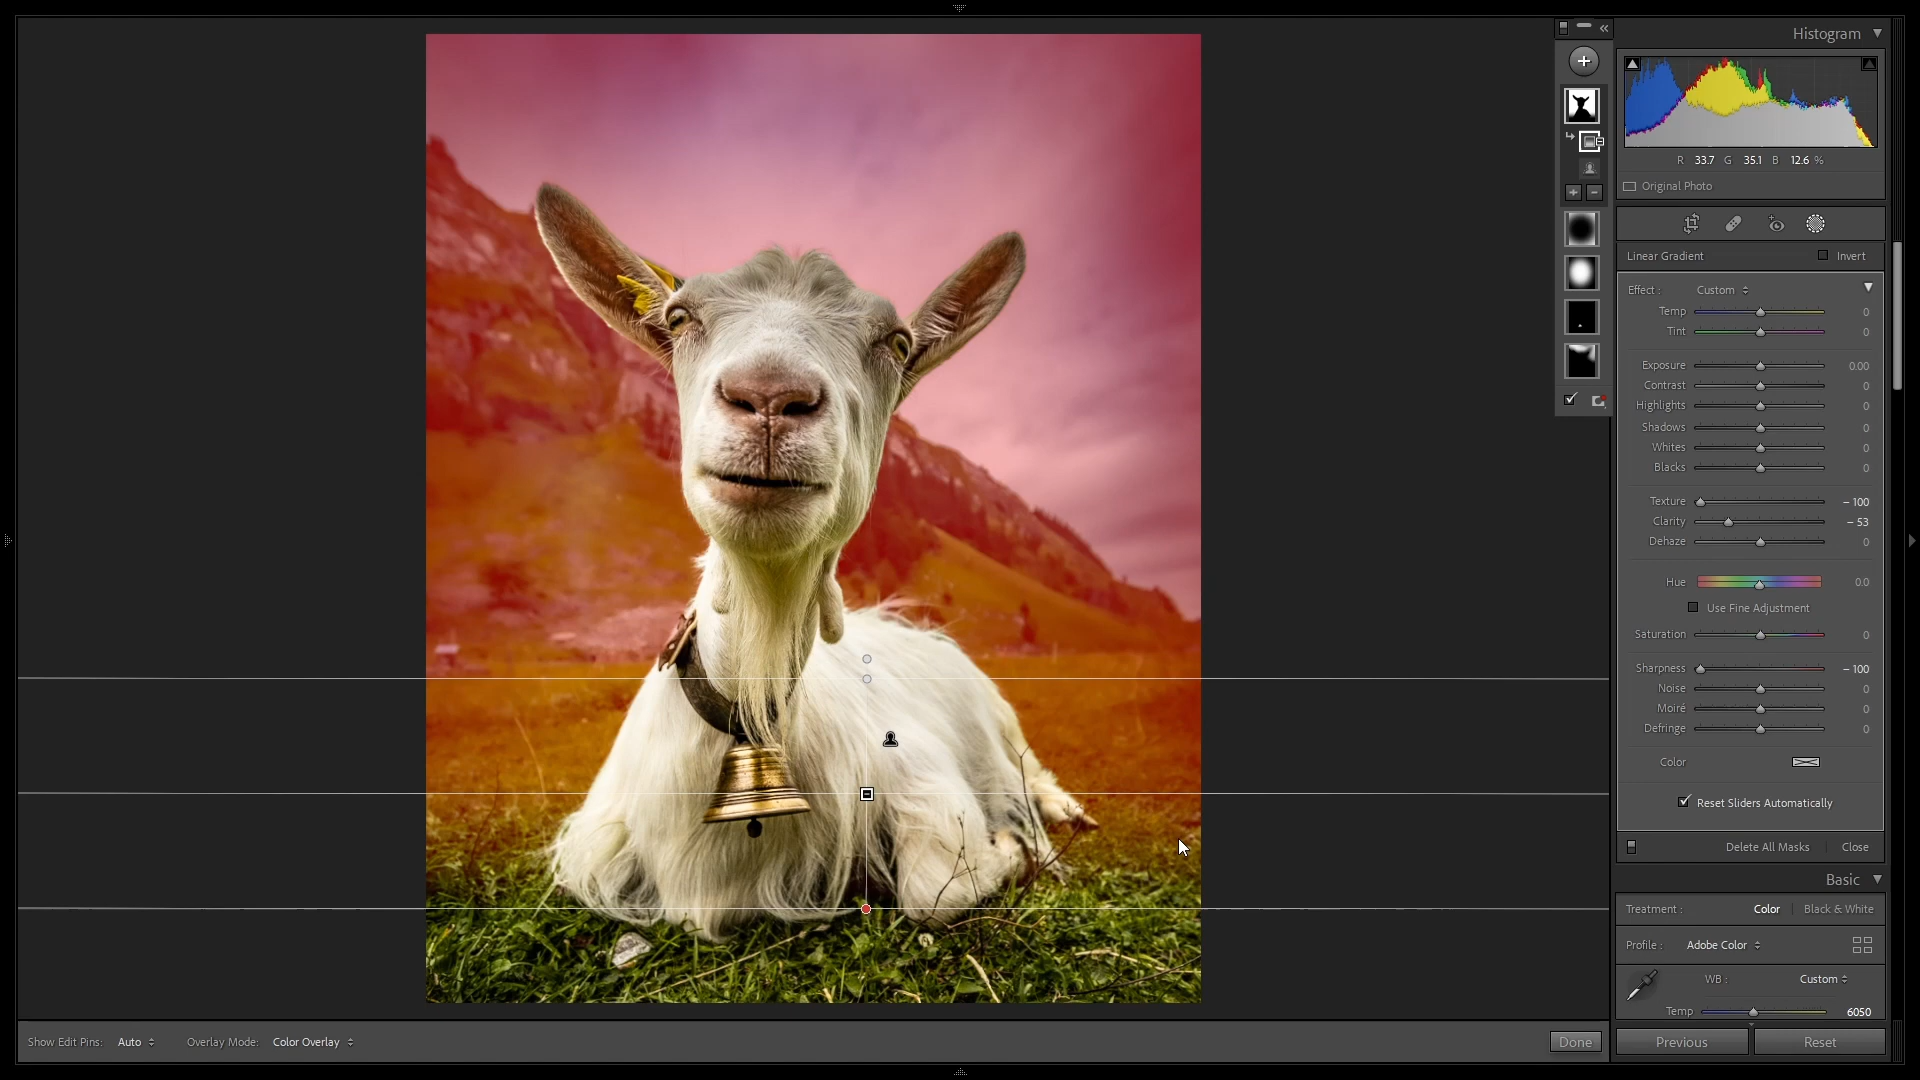 Histogram
R 33.7 G 35.1 B 12.6 %
Original Photo
Linear Gradient Invert
Effect : Custom
Temp 0
Tint 0
Exposure 0.00
Contrast 0
Highlights 0
Shadows 0
Whites 0
Blacks 0
Texture – 100
Clarity – 53
Dehaze 0
Hue 0.0
Use Fine Adjustment
Saturation 0
Sharpness – 100
Noise 0
Moiré 0
Defringe 0
Color
Reset Sliders Automatically
Delete All Masks Close
Basic
Treatment : Color Black & White
Profile : Adobe Color
WB : Custom
Temp 6050
Show Edit Pins: Auto Overlay Mode: Color Overlay Done Previous Reset